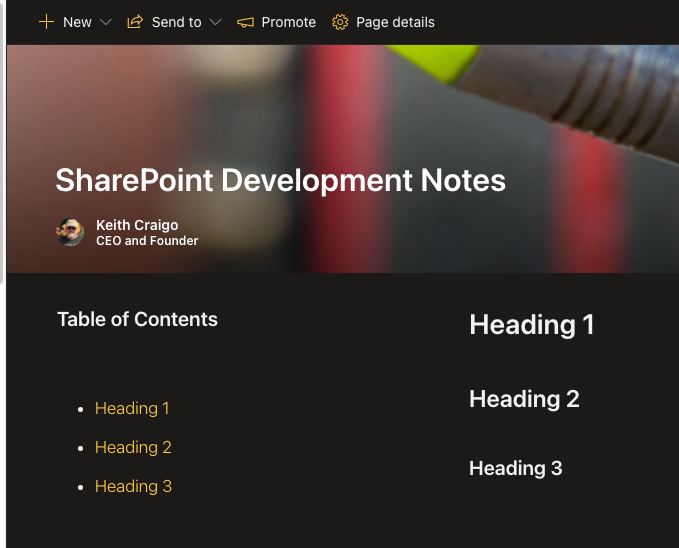 New Send to Promote Page details
SharePoint Development Notes
Keith Craigo
CEO and Founder
Table of Contents
Heading 1
Heading 2
Heading 3
Heading 1
Heading 2
Heading 3